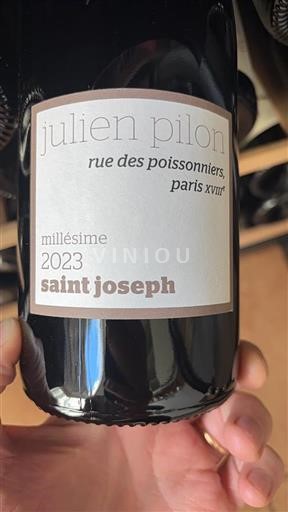 julien pilon
rue des poissonniers,
paris xviiiᵉ
millésime
2023
VINIOU
saint joseph